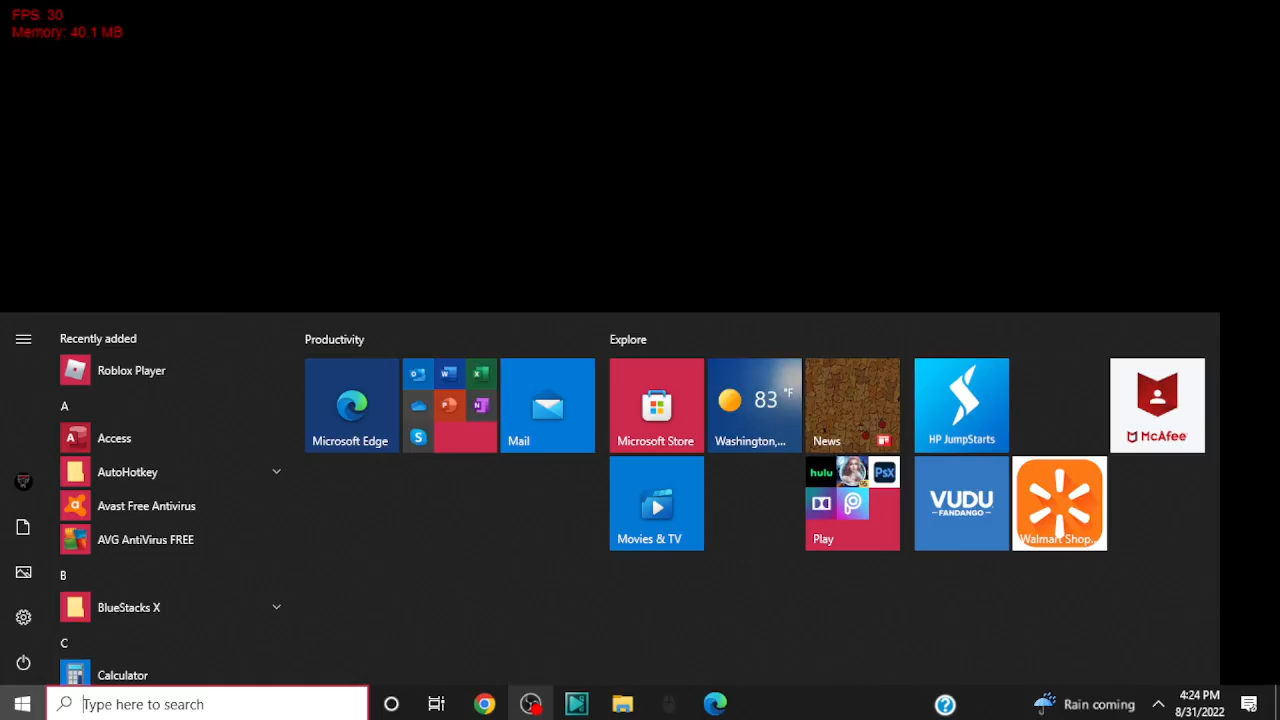 FPS: 30
Memory: 40.1 MB
Recently added
Roblox Player
A
Access
AutoHotkey
Avast Free Antivirus
AVG AntiVirus FREE
B
BlueStacks X
C
Calculator
Productivity
Microsoft Edge
Mail
Explore
Microsoft Store
83 °F
Washington,...
News
Movies & TV
hulu
PsX
Play
HP JumpStarts
McAfee
VUDU
FANDANGO
Walmart Shop...
Type here to search
Rain coming
4:24 PM
8/31/2022